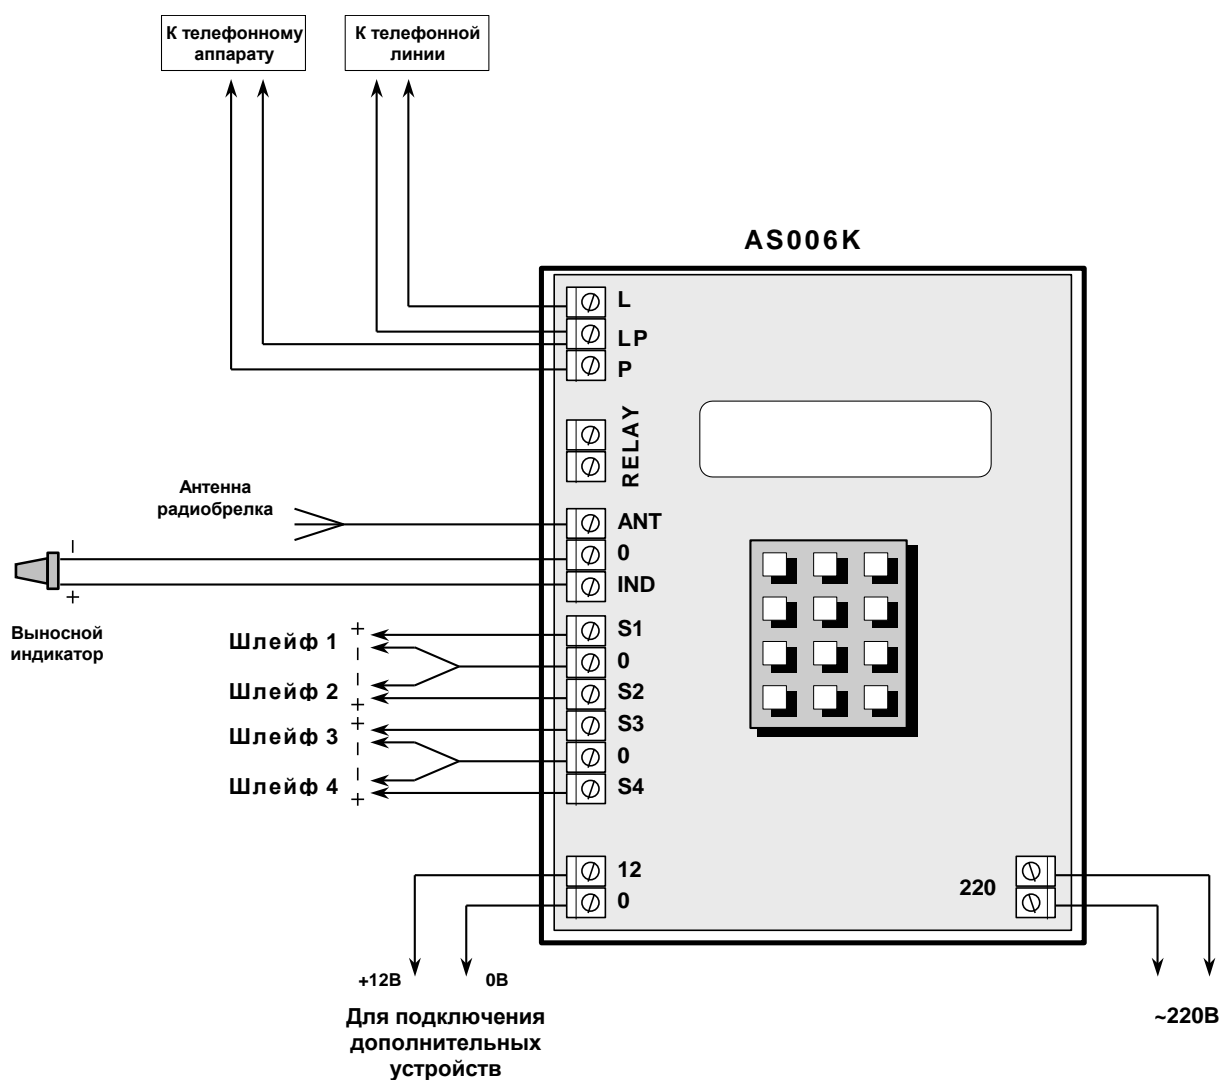 К телефонному
аппарату
К телефонной
линии
AS006K
L
LP
P
RELAY
Антенна
радиобрелка
ANT
0
IND
–
+
Выносной
индикатор
Шлейф 1
+
–
S1
0
Шлейф 2
–
+
S2
Шлейф 3
+
–
S3
0
Шлейф 4
–
+
S4
12
0
220
+12В
0В
Для подключения
дополнительных
устройств
~220В